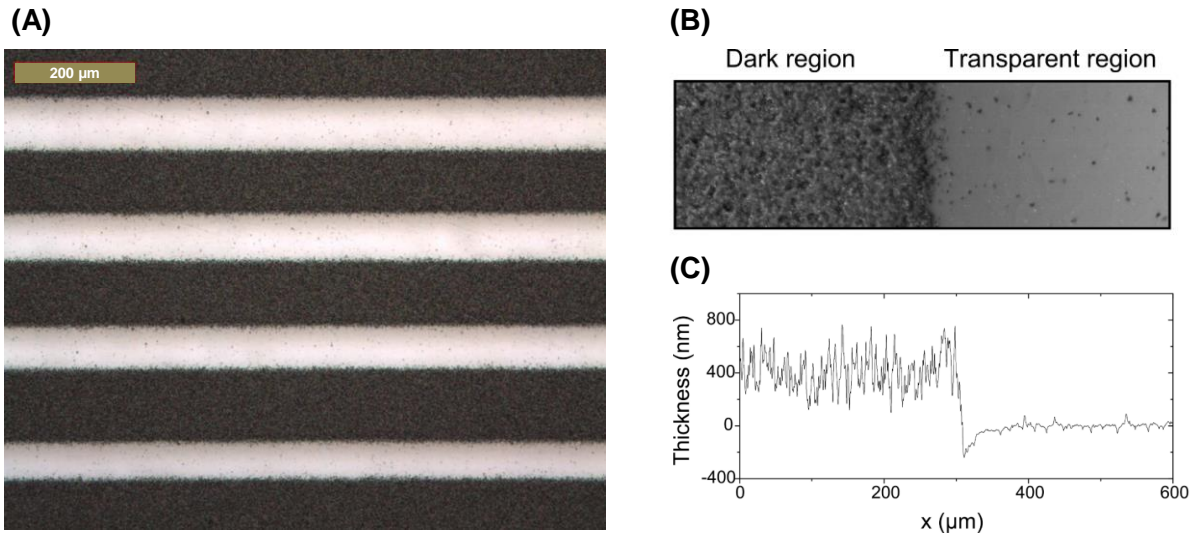 (A)
200 µm
(B)
Dark region Transparent region
(C)
Thickness (nm)
800
400
0
-400
0 200 400 600
x (µm)